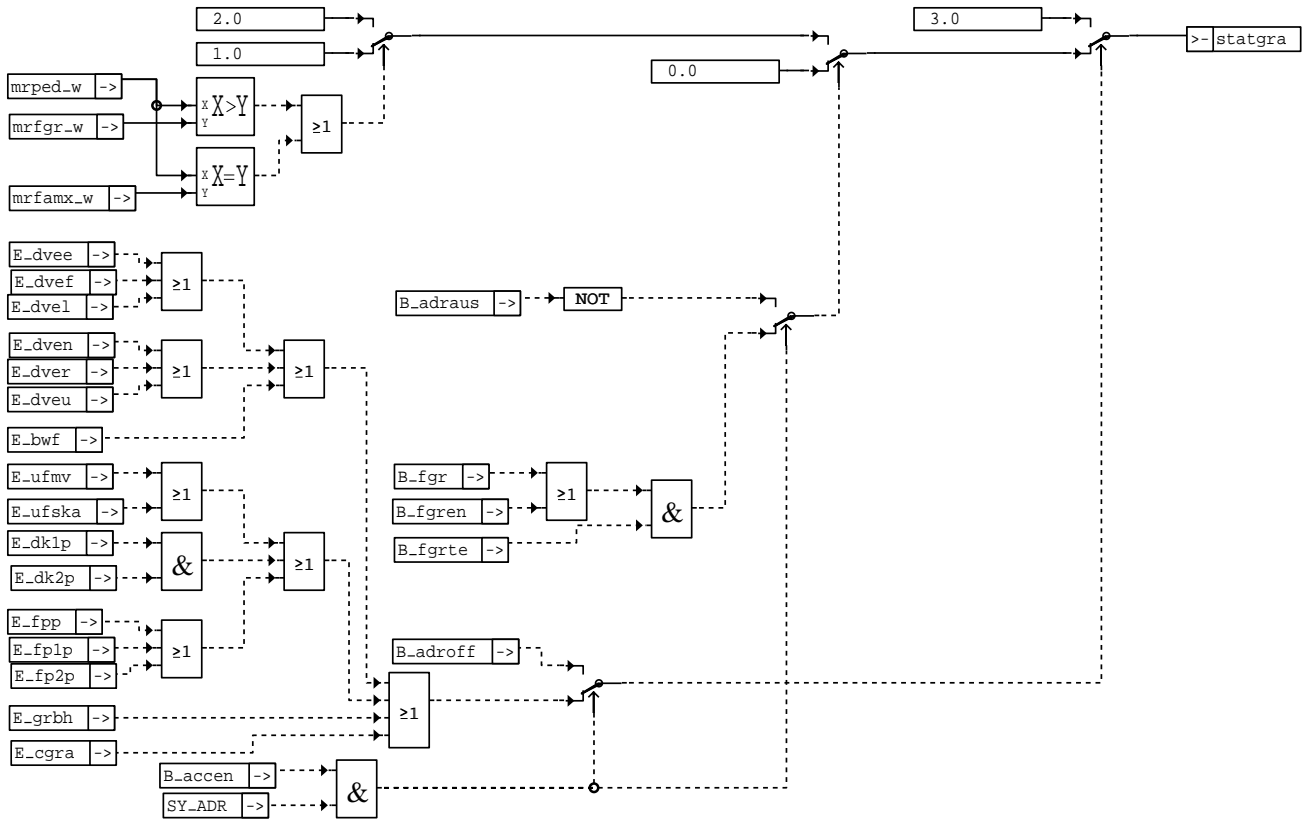 2.0
3.0
>- statgra
1.0
0.0
mrped_w ->
X X>Y
Y
mrfgr_w ->
≥1
X X=Y
Y
mrfamx_w ->
E_dvee ->
E_dvef ->
≥1
E_dvel ->
B_adraus ->
NOT
E_dven ->
E_dver ->
≥1
≥1
E_dveu ->
E_bwf ->
E_ufmv ->
≥1
E_ufska ->
B_fgr ->
≥1
B_fgren ->
&
B_fgrte ->
E_dk1p ->
&
≥1
E_dk2p ->
E_fpp ->
E_fp1p ->
≥1
E_fp2p ->
B_adroff ->
≥1
E_grbh ->
E_cgra ->
B_accen ->
&
SY_ADR ->